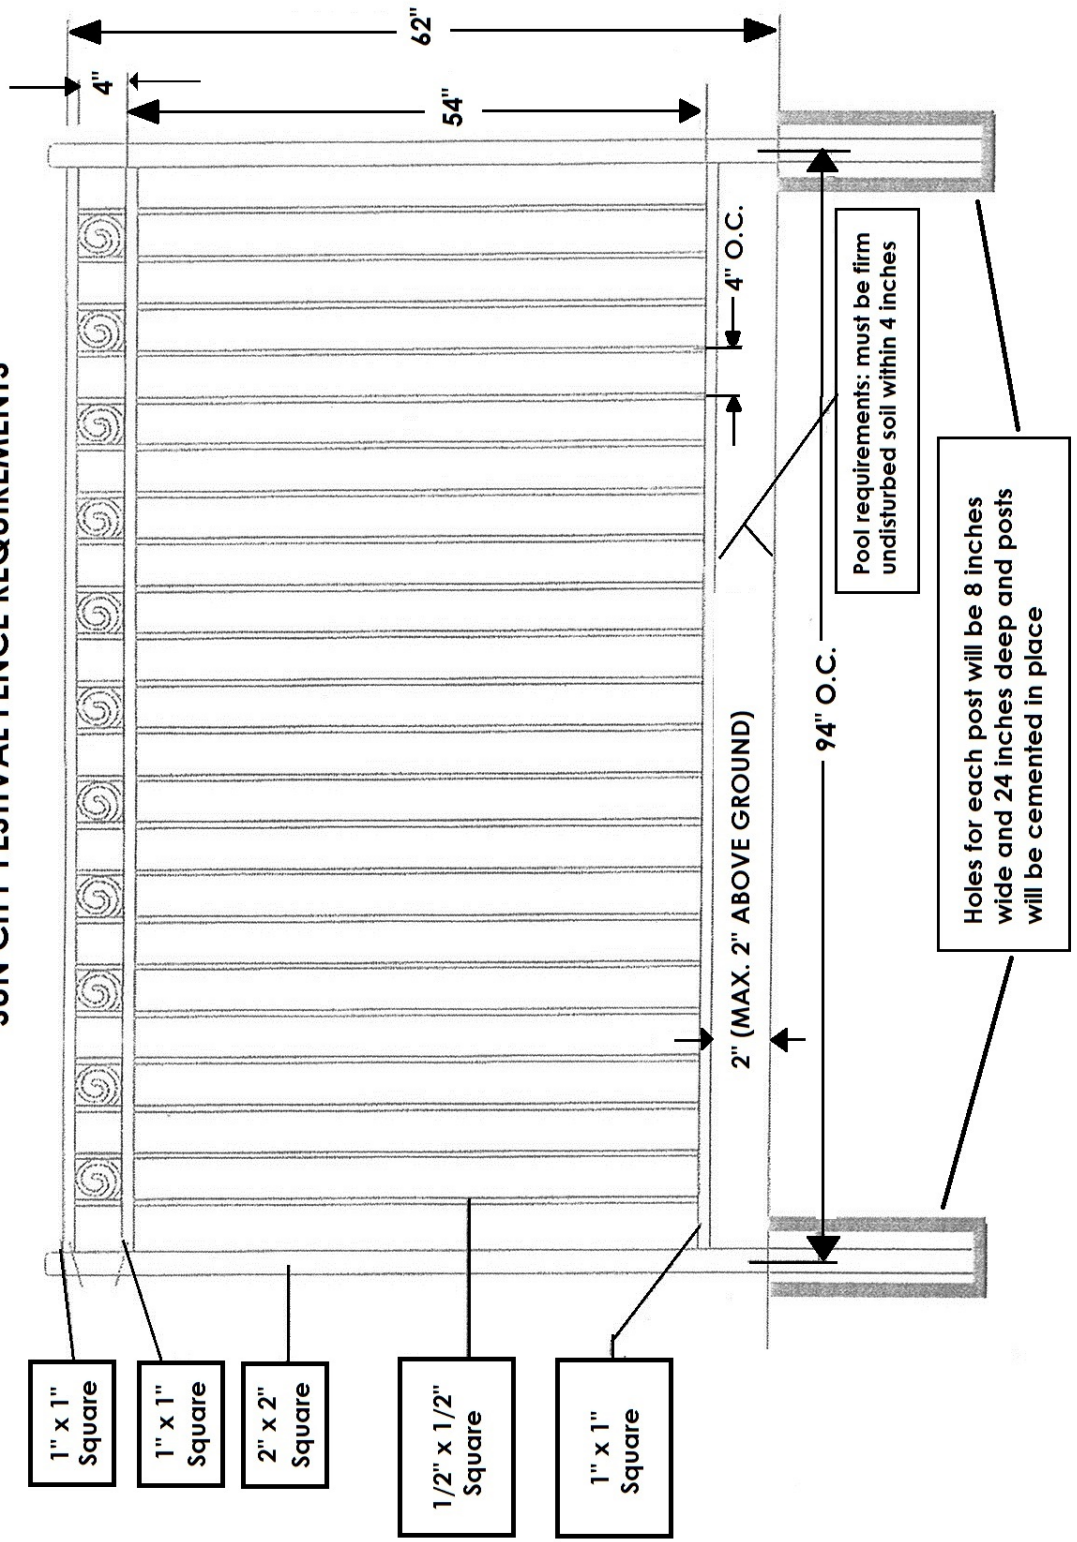 SUN CITY FESTIVAL FENCE REQUIREMENTS
1" x 1"
Square
1" x 1"
Square
2" x 2"
Square
1/2" x 1/2"
Square
1" x 1"
Square
4"
62"
54"
4" O.C.
2" (MAX. 2" ABOVE GROUND)
94" O.C.
Pool requirements: must be firm
undisturbed soil within 4 inches
Holes for each post will be 8 inches
wide and 24 inches deep and posts
will be cemented in place